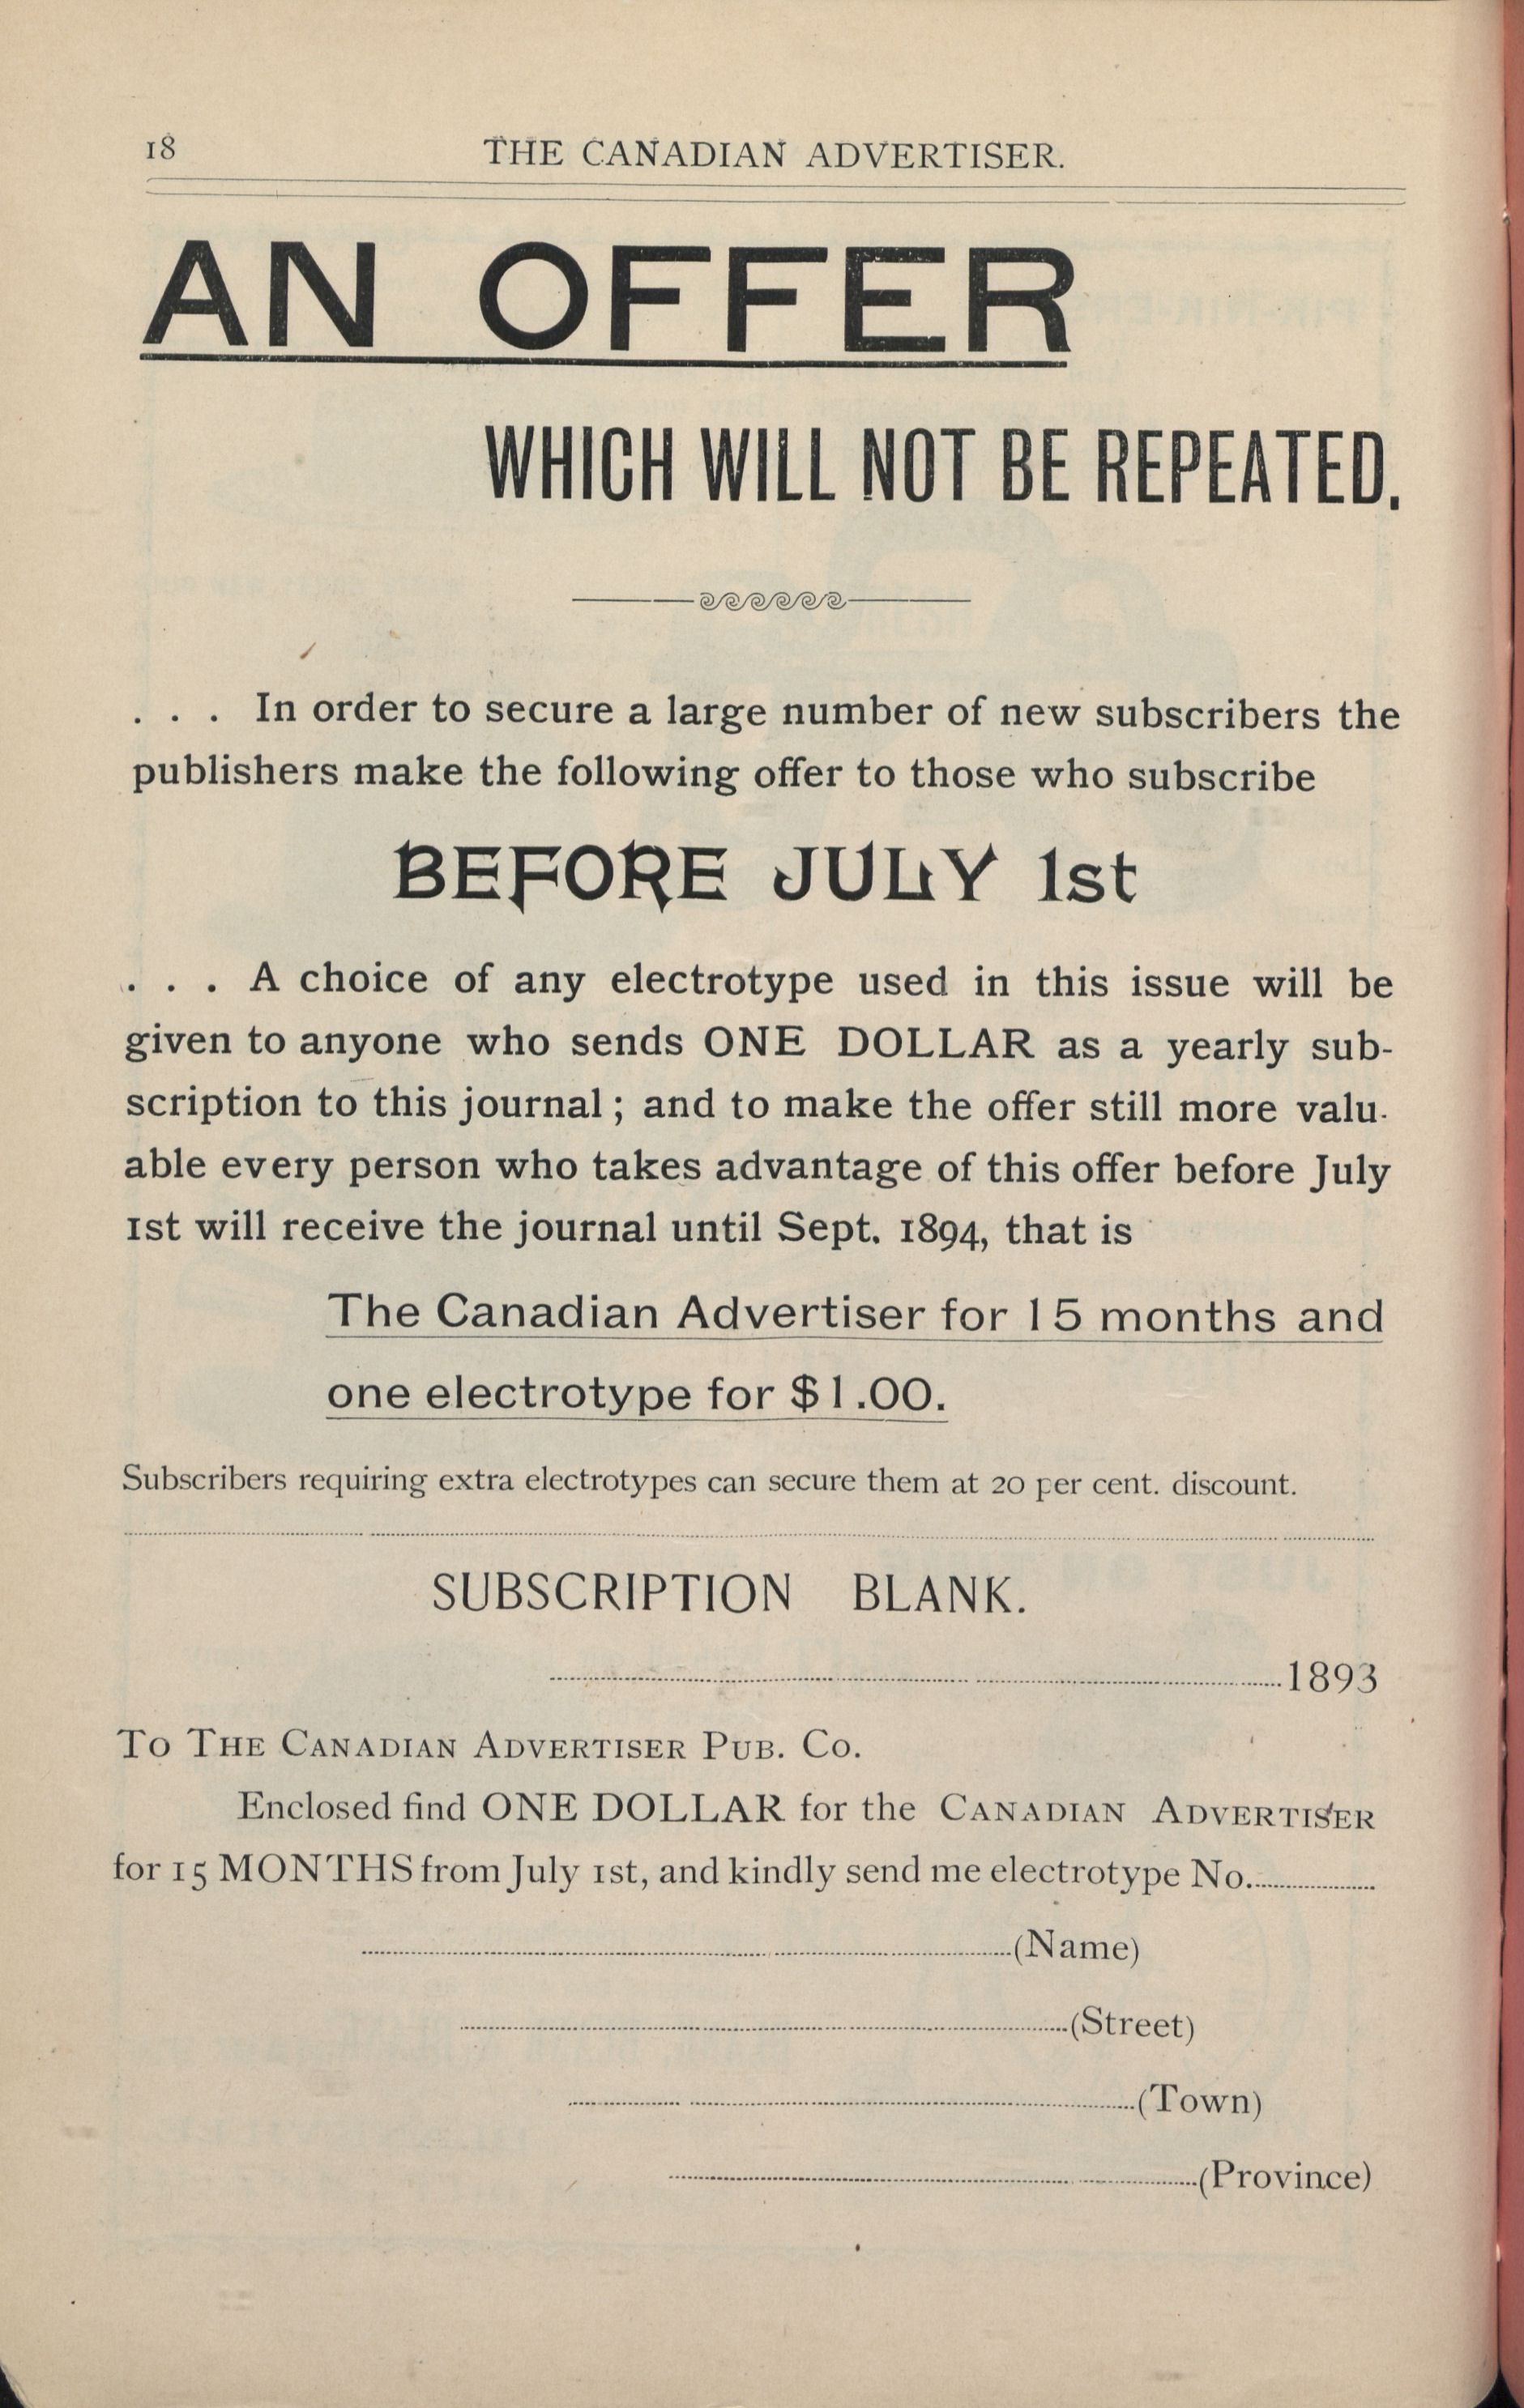 18
THE CANADIAN ADVERTISER.
AN OFFER
WHICH WILL NOT BE REPEATED.
. . . In order to secure a large number of new subscribers the
publishers make the following offer to those who subscribe
BEFORE JULY 1st
. . . A choice of any electrotype used in this issue will be
given to anyone who sends ONE DOLLAR as a yearly sub-
scription to this journal ; and to make the offer still more valu-
able every person who takes advantage of this offer before July
1st will receive the journal until Sept. 1894, that is
The Canadian Advertiser for 15 months and
one electrotype for $1.00.
Subscribers requiring extra electrotypes can secure them at 20 per cent. discount.
SUBSCRIPTION BLANK.
1893
To The Canadian Advertiser Pub. Co.
Enclosed find ONE DOLLAR for the Canadian Advertiser
for 15 MONTHS from July 1st, and kindly send me electrotype No.
(Name)
(Street)
(Town)
(Province)